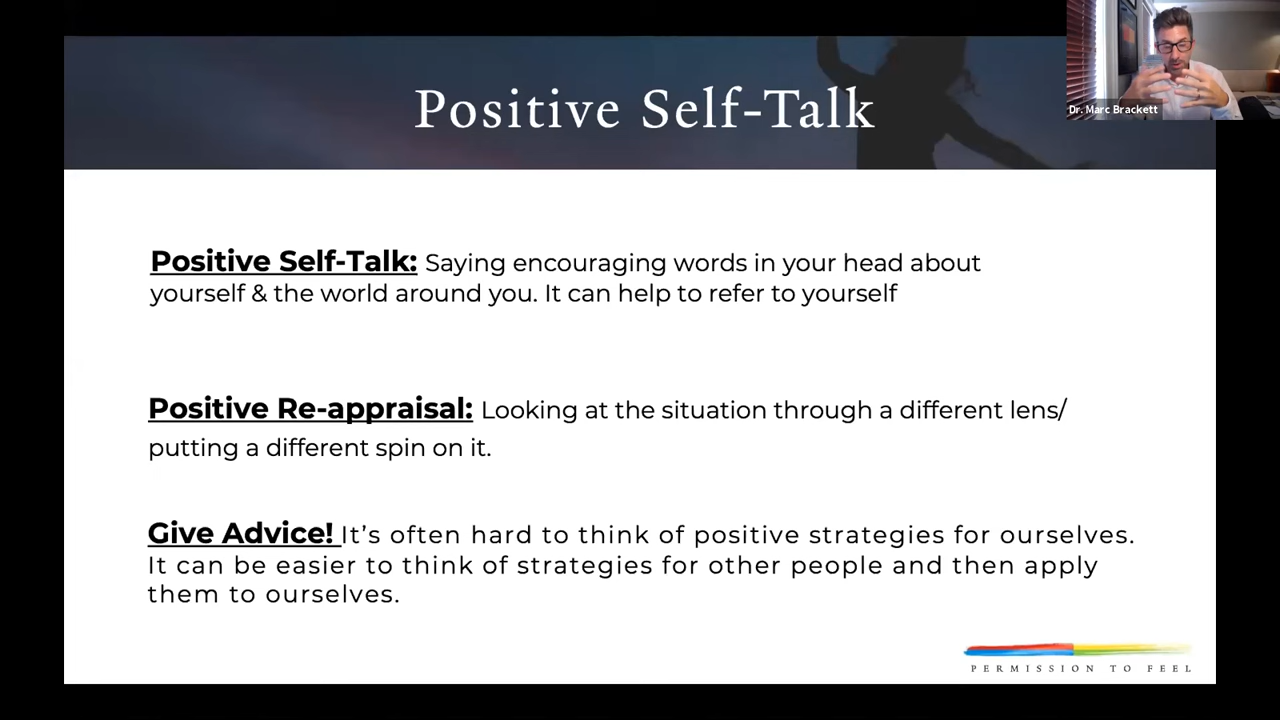 Positive Self-Talk
Dr. Marc Brackett
Positive Self-Talk: Saying encouraging words in your head about
yourself & the world around you. It can help to refer to yourself
Positive Re-appraisal: Looking at the situation through a different lens/
putting a different spin on it.
Give Advice! It’s often hard to think of positive strategies for ourselves.
It can be easier to think of strategies for other people and then apply
them to ourselves.
PERMISSION TO FEEL